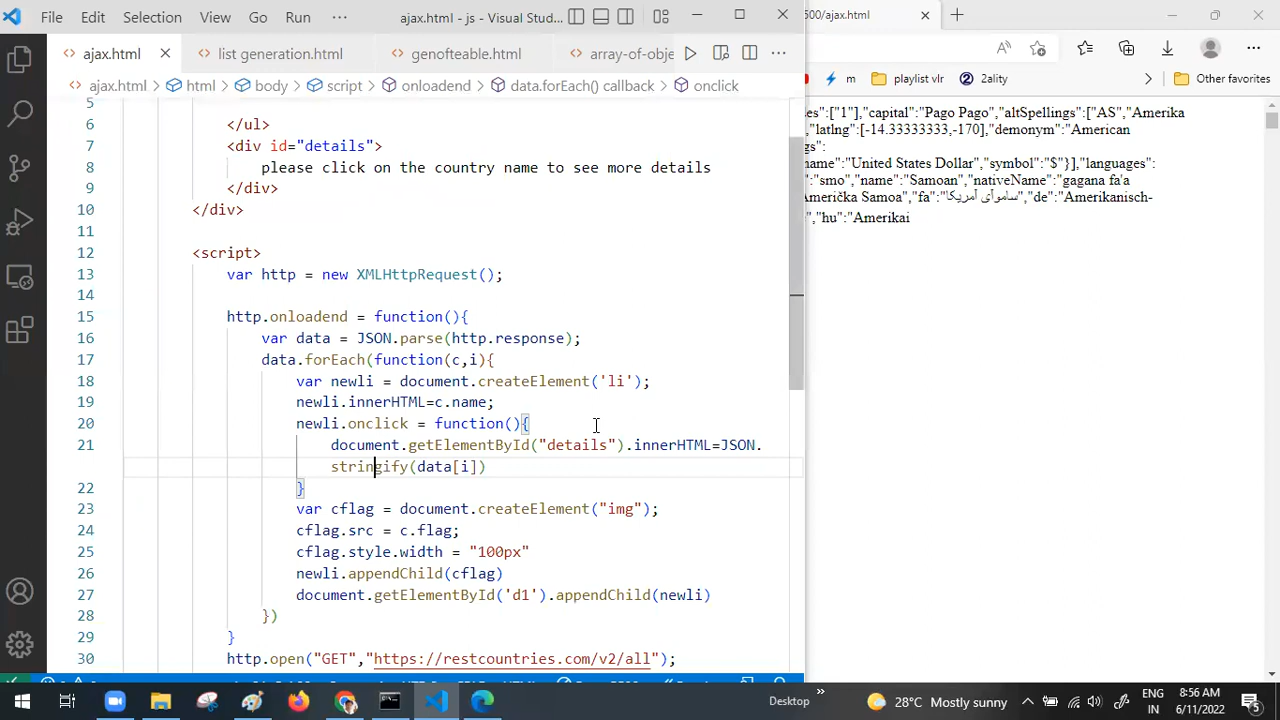 File Edit Selection View Go Run ··· ajax.html - js - Visual Stud...
500/ajax.html
ajax.html list generation.html genofteable.html array-of-obje
m playlist vlr 2ality Other favorites
ajax.html > html > body > script > onloadend > data.forEach() callback > onclick
5
6 </ul>
7 <div id="details">
8 please click on the country name to see more details
9 </div>
10 </div>
11
12 <script>
13 var http = new XMLHttpRequest();
14
15 http.onloadend = function(){
16 var data = JSON.parse(http.response);
17 data.forEach(function(c,i){
18 var newli = document.createElement('li');
19 newli.innerHTML=c.name;
20 newli.onclick = function(){
21 document.getElementById("details").innerHTML=JSON.
stringify(data[i])
22 }
23 var cflag = document.createElement("img");
24 cflag.src = c.flag;
25 cflag.style.width = "100px"
26 newli.appendChild(cflag)
27 document.getElementById('d1').appendChild(newli)
28 })
29 }
30 http.open("GET","https://restcountries.com/v2/all");
es":["1"],"capital":"Pago Pago","altSpellings":["AS","Amerika
,"latlng":[-14.33333333,-170],"demonym":"American
gs":
name":"United States Dollar","symbol":"$"}],"languages":
:"smo","name":"Samoan","nativeName":"gagana fa'a
Američka Samoa","fa":"ساموآی آمریکا","de":"Amerikanisch-
","hu":"Amerikai
Desktop » 28°C Mostly sunny ENG IN 8:56 AM 6/11/2022 5